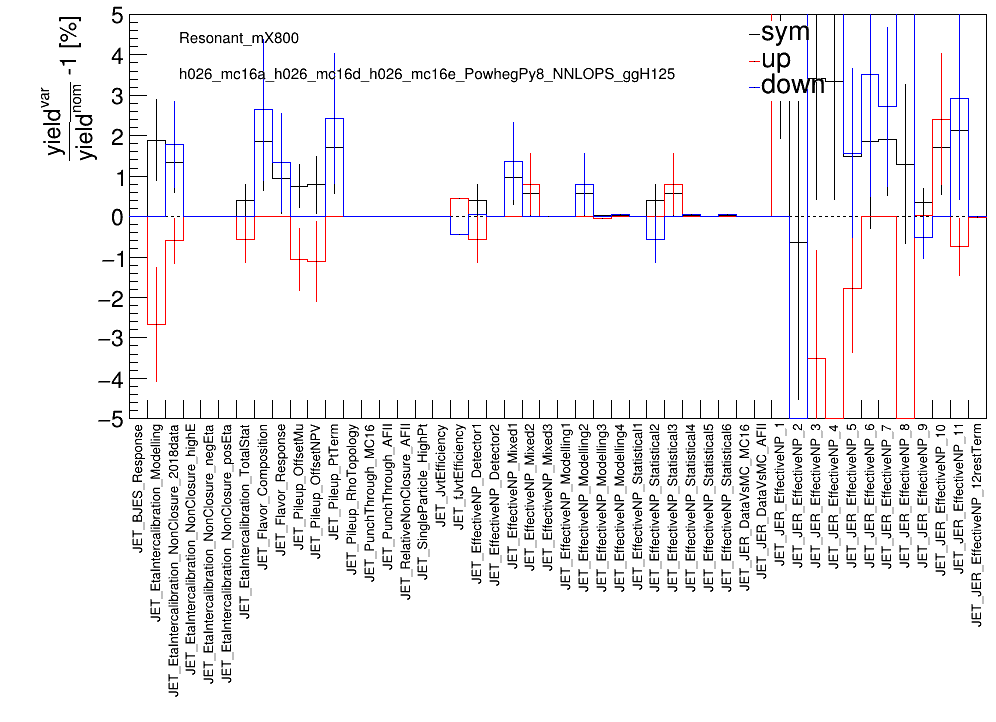 yield^var / yield^nom -1 [%]
5
4
3
2
1
0
−1
−2
−3
−4
−5
Resonant_mX800
h026_mc16a_h026_mc16d_h026_mc16e_PowhegPy8_NNLOPS_ggH125
sym
up
down
JET_BJES_Response
JET_EtaIntercalibration_Modelling
JET_EtaIntercalibration_NonClosure_2018data
JET_EtaIntercalibration_NonClosure_highE
JET_EtaIntercalibration_NonClosure_negEta
JET_EtaIntercalibration_NonClosure_posEta
JET_EtaIntercalibration_TotalStat
JET_Flavor_Composition
JET_Flavor_Response
JET_Pileup_OffsetMu
JET_Pileup_OffsetNPV
JET_Pileup_PtTerm
JET_Pileup_RhoTopology
JET_PunchThrough_MC16
JET_PunchThrough_AFII
JET_RelativeNonClosure_AFII
JET_SingleParticle_HighPt
JET_JvtEfficiency
JET_fJvtEfficiency
JET_EffectiveNP_Detector1
JET_EffectiveNP_Detector2
JET_EffectiveNP_Mixed1
JET_EffectiveNP_Mixed2
JET_EffectiveNP_Mixed3
JET_EffectiveNP_Modelling1
JET_EffectiveNP_Modelling2
JET_EffectiveNP_Modelling3
JET_EffectiveNP_Modelling4
JET_EffectiveNP_Statistical1
JET_EffectiveNP_Statistical2
JET_EffectiveNP_Statistical3
JET_EffectiveNP_Statistical4
JET_EffectiveNP_Statistical5
JET_EffectiveNP_Statistical6
JET_JER_DataVsMC_MC16
JET_JER_DataVsMC_AFII
JET_JER_EffectiveNP_1
JET_JER_EffectiveNP_2
JET_JER_EffectiveNP_3
JET_JER_EffectiveNP_4
JET_JER_EffectiveNP_5
JET_JER_EffectiveNP_6
JET_JER_EffectiveNP_7
JET_JER_EffectiveNP_8
JET_JER_EffectiveNP_9
JET_JER_EffectiveNP_10
JET_JER_EffectiveNP_11
JET_JER_EffectiveNP_12restTerm